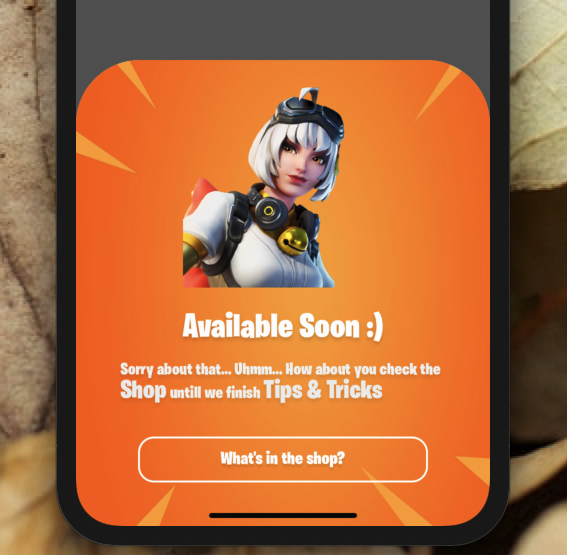 Available Soon :)
Sorry about that... Uhmm... How about you check the
Shop untill we finish Tips & Tricks
What's in the shop?